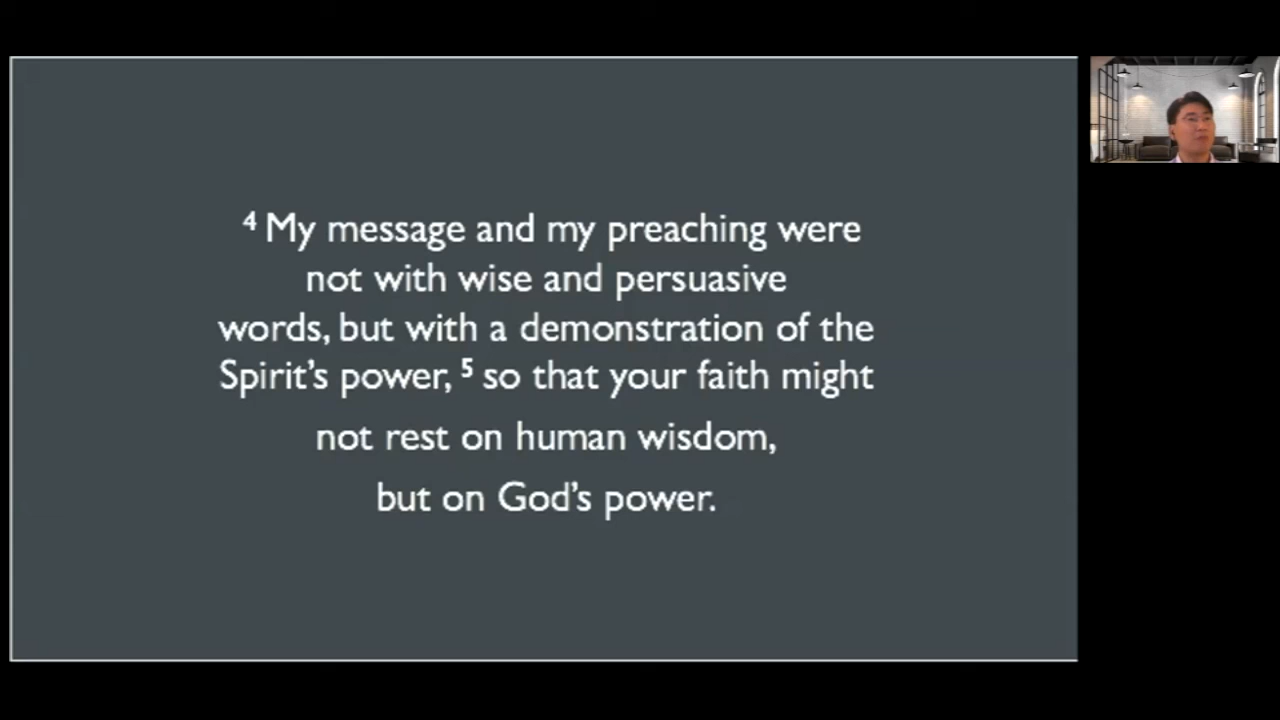 ⁴ My message and my preaching were
not with wise and persuasive
words, but with a demonstration of the
Spirit’s power, ⁵ so that your faith might
not rest on human wisdom,
but on God’s power.